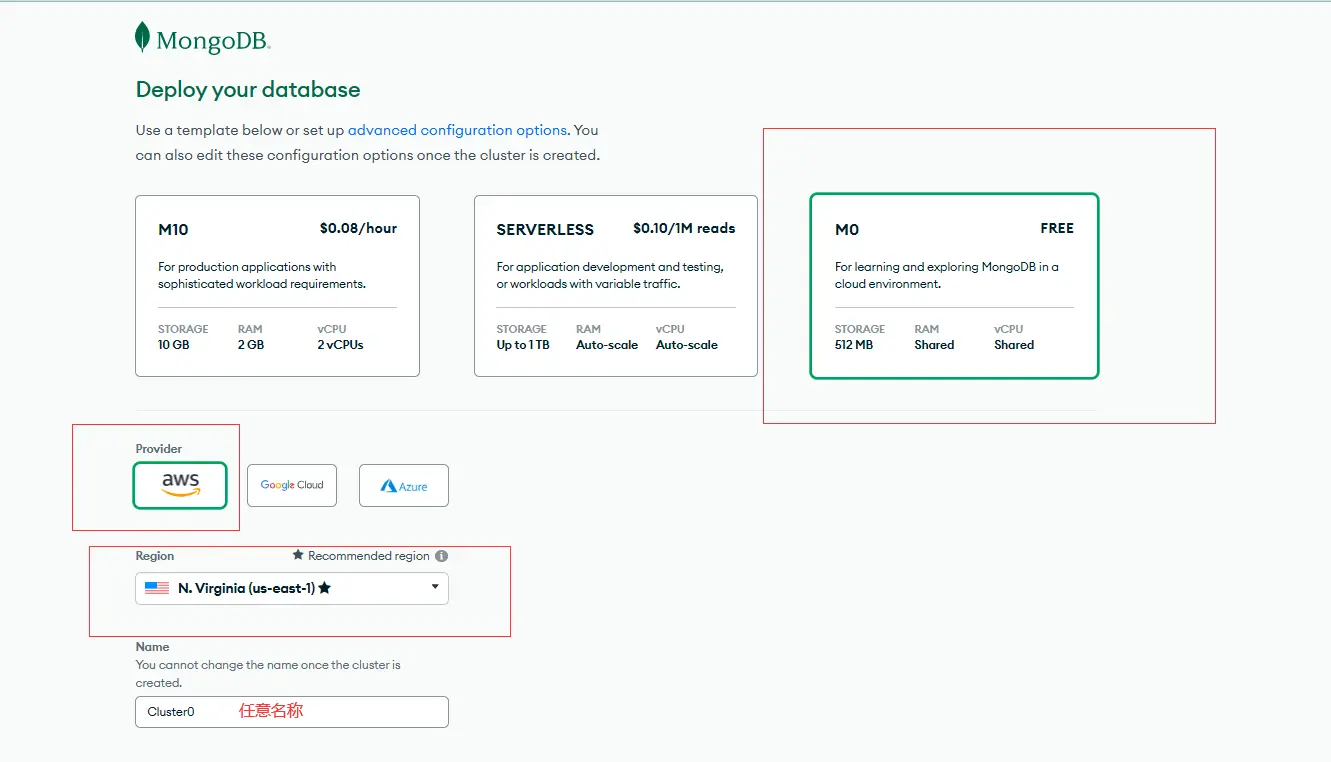 MongoDB.
Deploy your database
Use a template below or set up advanced configuration options. You
can also edit these configuration options once the cluster is created.
M10 $0.08/hour
For production applications with
sophisticated workload requirements.
STORAGE RAM vCPU
10 GB 2 GB 2 vCPUs
SERVERLESS $0.10/1M reads
For application development and testing,
or workloads with variable traffic.
STORAGE RAM vCPU
Up to 1 TB Auto-scale Auto-scale
M0 FREE
For learning and exploring MongoDB in a
cloud environment.
STORAGE RAM vCPU
512 MB Shared Shared
Provider
aws Google Cloud Azure
Region ★ Recommended region i
N. Virginia (us-east-1) ★
Name
You cannot change the name once the cluster is
created.
Cluster0 任意名称